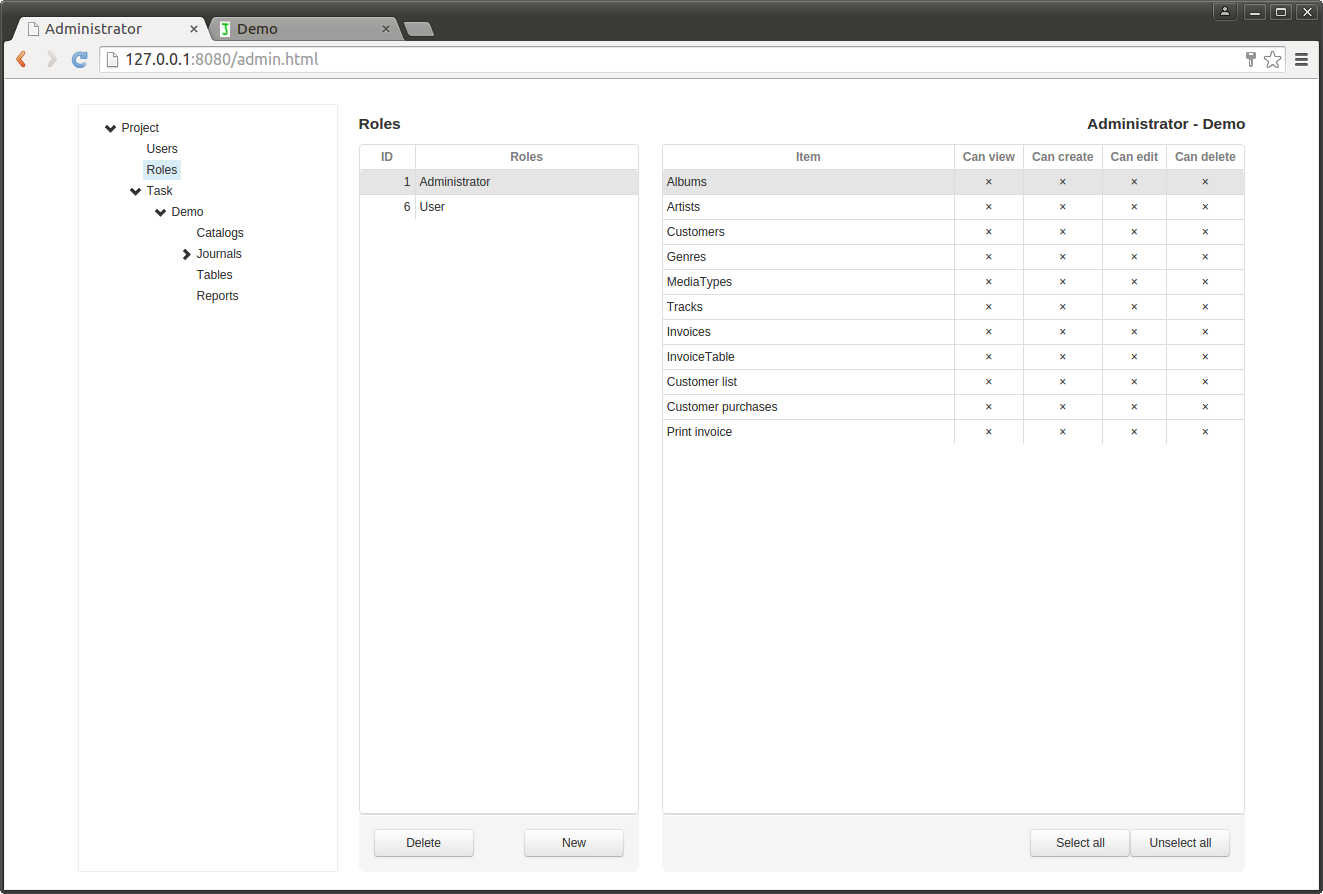 Administrator × Demo ×
127.0.0.1:8080/admin.html
Project
Users
Roles
Task
Demo
Catalogs
Journals
Tables
Reports
Roles
ID Roles
1 Administrator
6 User
Delete New
Administrator - Demo
Item Can view Can create Can edit Can delete
Albums × × × ×
Artists × × × ×
Customers × × × ×
Genres × × × ×
MediaTypes × × × ×
Tracks × × × ×
Invoices × × × ×
InvoiceTable × × × ×
Customer list × × × ×
Customer purchases × × × ×
Print invoice × × × ×
Select all Unselect all